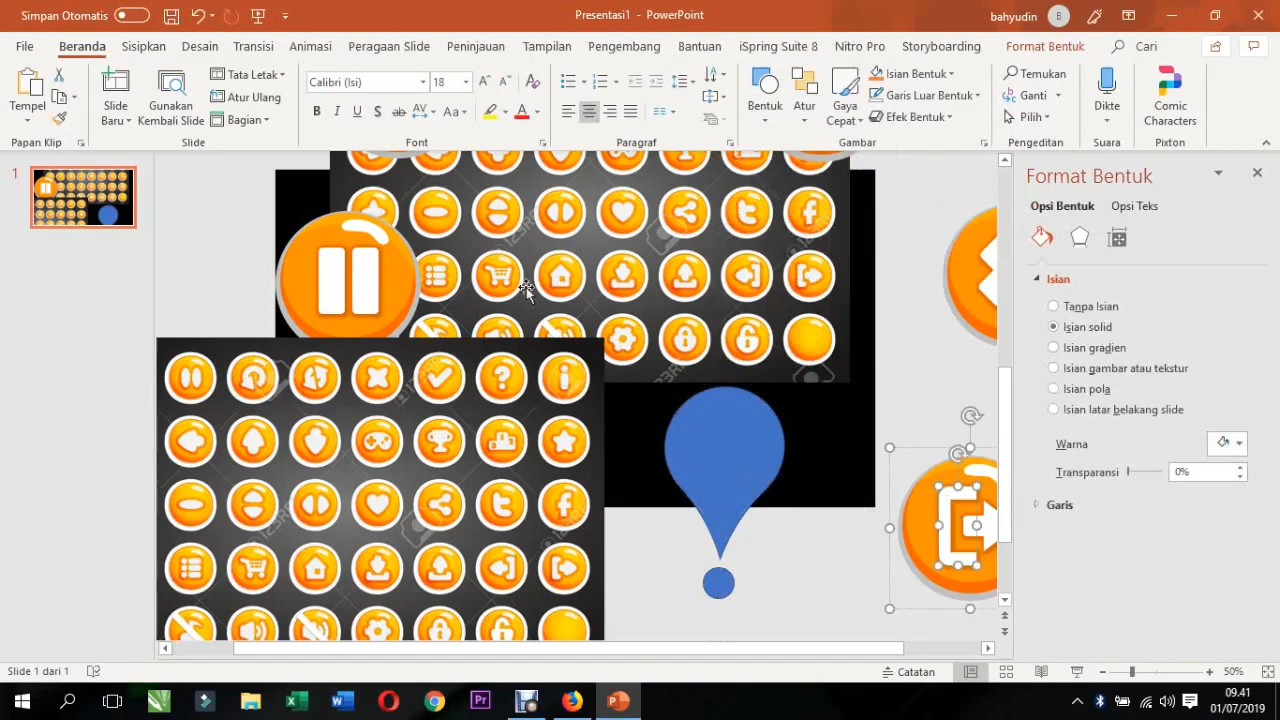 Simpan Otomatis
Presentasi1 - PowerPoint
bahyudin
B
File Beranda Sisipkan Desain Transisi Animasi Peragaan Slide Peninjauan Tampilan Pengembang Bantuan iSpring Suite 8 Nitro Pro Storyboarding Format Bentuk Cari
Tempel
Slide Baru
Gunakan Kembali Slide
Tata Letak
Atur Ulang
Bagian
Calibri (Isi) 18
B I U S ab AV Aa A
Bentuk
Atur
Gaya Cepat
Isian Bentuk
Garis Luar Bentuk
Efek Bentuk
Temukan
Ganti
Pilih
Dikte
Comic Characters
Papan Klip Slide Font Paragraf Gambar Pengeditan Suara Pixton
1
Format Bentuk
Opsi Bentuk Opsi Teks
Isian
Tanpa Isian
Isian solid
Isian gradien
Isian gambar atau tekstur
Isian pola
Isian latar belakang slide
Warna
Transparansi 0%
Garis
Slide 1 dari 1
Catatan
50%
09.41
01/07/2019